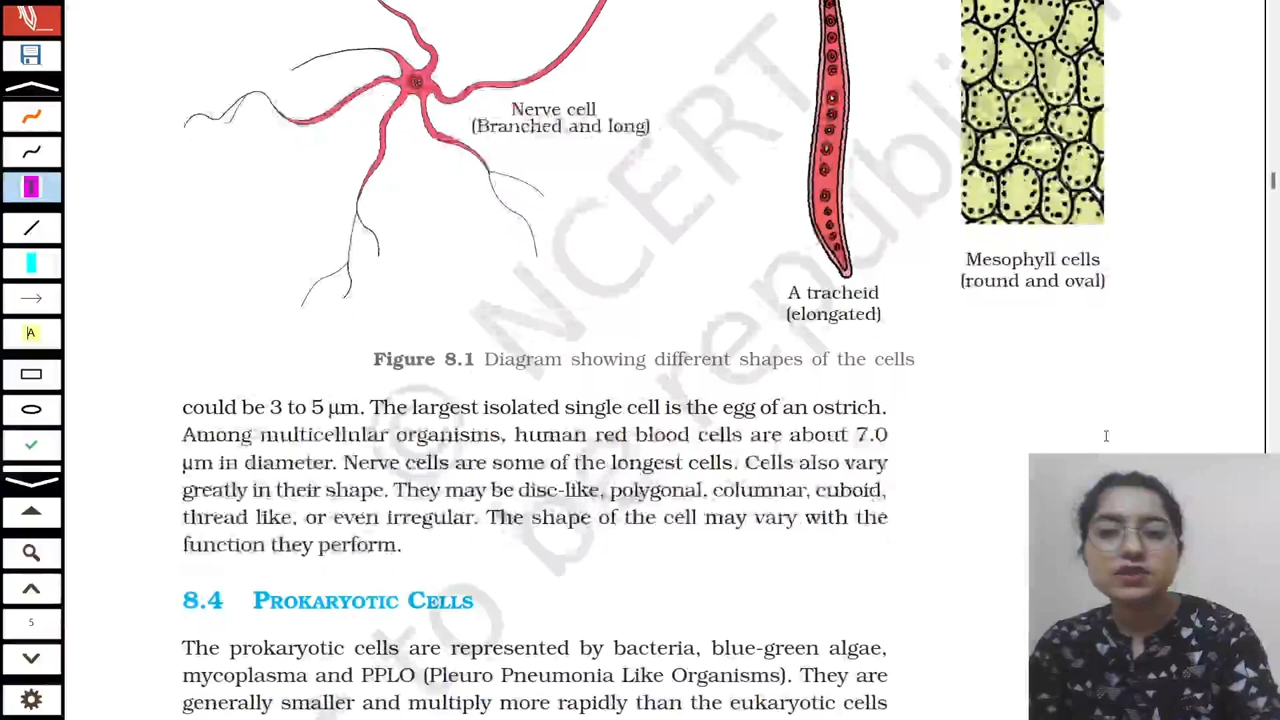 Nerve cell
(Branched and long)
Mesophyll cells
(round and oval)
A tracheid
(elongated)
Figure 8.1 Diagram showing different shapes of the cells
could be 3 to 5 µm. The largest isolated single cell is the egg of an ostrich.
Among multicellular organisms, human red blood cells are about 7.0
µm in diameter. Nerve cells are some of the longest cells. Cells also vary
greatly in their shape. They may be disc-like, polygonal, columnar, cuboid,
thread like, or even irregular. The shape of the cell may vary with the
function they perform.
8.4 PROKARYOTIC CELLS
The prokaryotic cells are represented by bacteria, blue-green algae,
mycoplasma and PPLO (Pleuro Pneumonia Like Organisms). They are
generally smaller and multiply more rapidly than the eukaryotic cells
© NCERT
to be republi
T
A
5